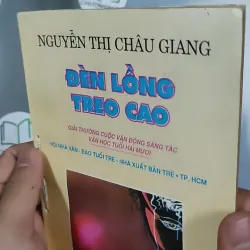 NGUYỄN THỊ CHÂU GIANG
ĐÈN LỒNG
TREO CAO
GIẢI THƯỞNG CUỘC VẬN ĐỘNG SÁNG TÁC
VĂN HỌC TUỔI HAI MƯƠI
HỘI NHÀ VĂN - BÁO TUỔI TRẺ - NHÀ XUẤT BẢN TRẺ • TP. HCM